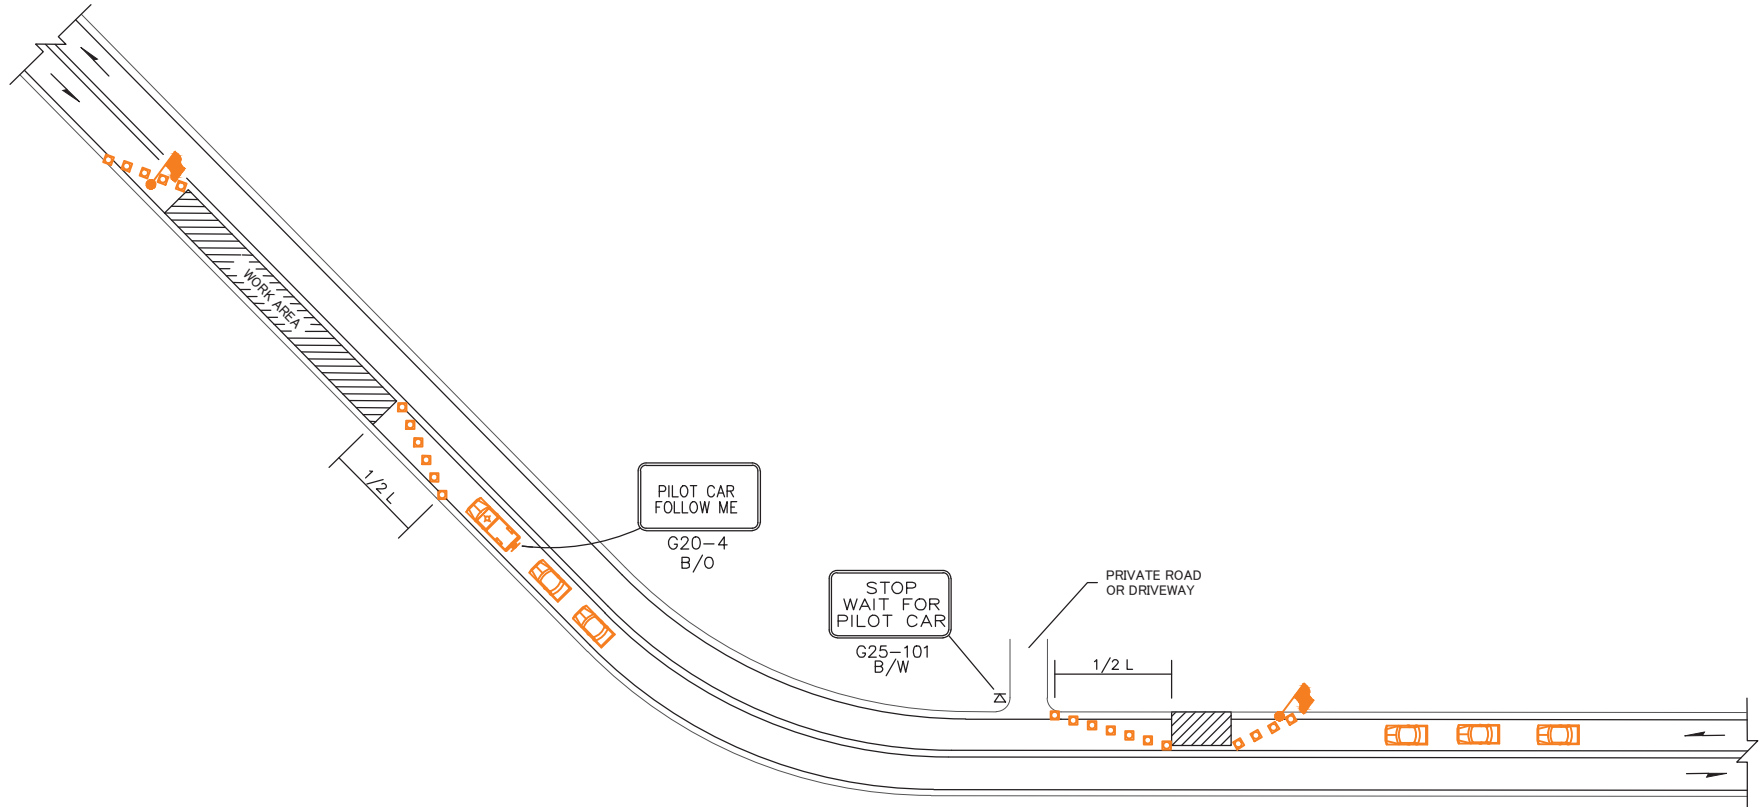 WORK AREA
1/2 L
PILOT CAR
FOLLOW ME
G20-4
B/O
STOP
WAIT FOR
PILOT CAR
G25-101
B/W
PRIVATE ROAD
OR DRIVEWAY
1/2 L